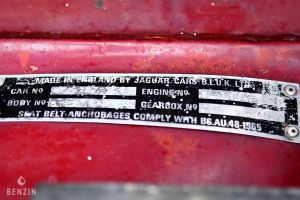 MADE IN ENGLAND BY JAGUAR CARS B.L.U.K. LTD
CAR NO ENGINE NO.
BODY NO GEARBOX NO
SEAT BELT ANCHORAGES COMPLY WITH BS.AU.48-1965
BENZIN